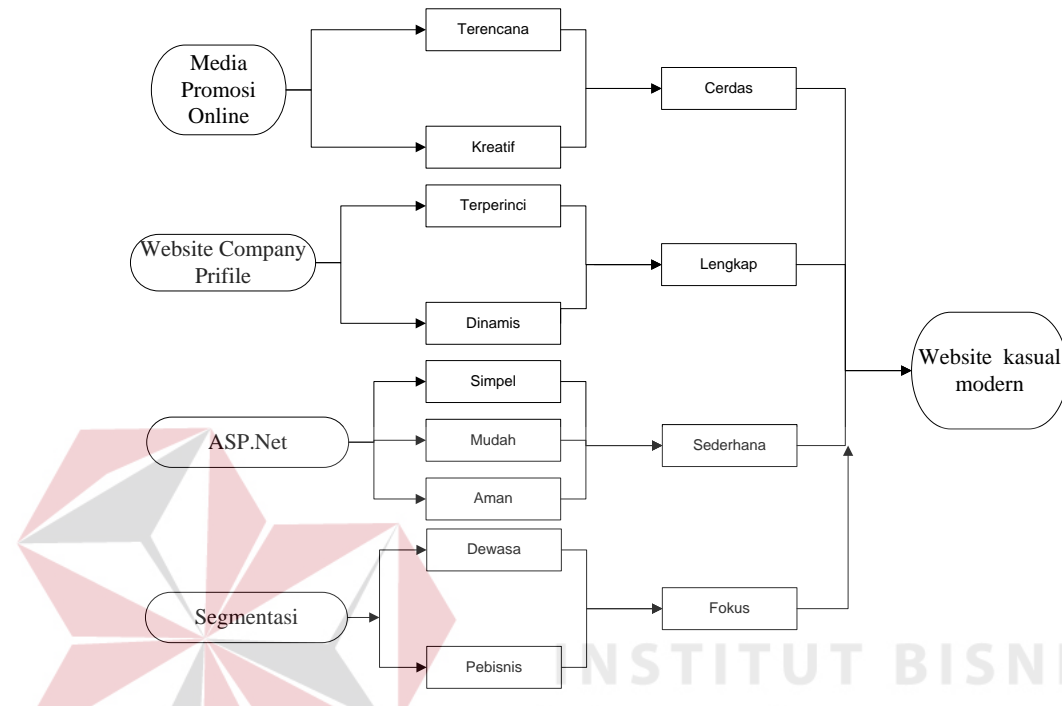 Media
Promosi
Online
Terencana
Kreatif
Cerdas
Website Company
Prifile
Terperinci
Dinamis
Lengkap
Website kasual
modern
ASP.Net
Simpel
Mudah
Aman
Sederhana
Segmentasi
Dewasa
Pebisnis
Fokus
INSTITUT BISNI